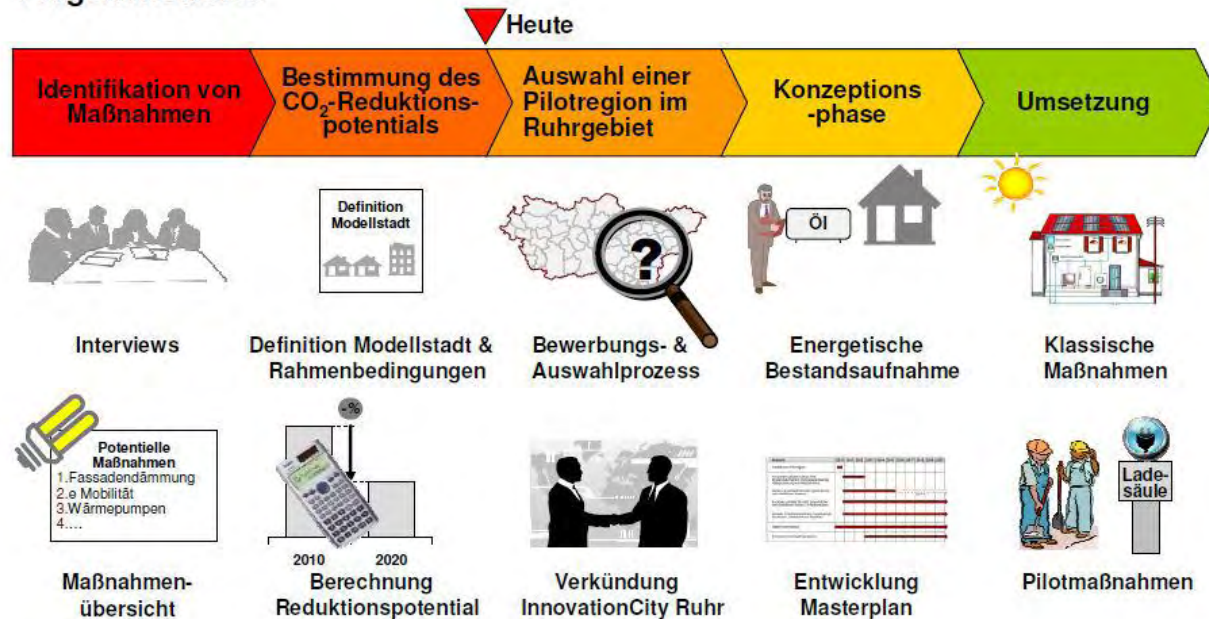 Heute
Identifikation von
Maßnahmen
Bestimmung des
CO₂-Reduktions-
potentials
Auswahl einer
Pilotregion im
Ruhrgebiet
Konzeptions
-phase
Umsetzung
Definition
Modellstadt
?
Öl
Interviews
Definition Modellstadt &
Rahmenbedingungen
Bewerbungs- &
Auswahlprozess
Energetische
Bestandsaufnahme
Klassische
Maßnahmen
Potentielle
Maßnahmen
1.Fassadendämmung
2.e Mobilität
3.Wärmepumpen
4....
-%
2010
2020
Lade-
säule
Maßnahmen-
übersicht
Berechnung
Reduktionspotential
Verkündung
InnovationCity Ruhr
Entwicklung
Masterplan
Pilotmaßnahmen